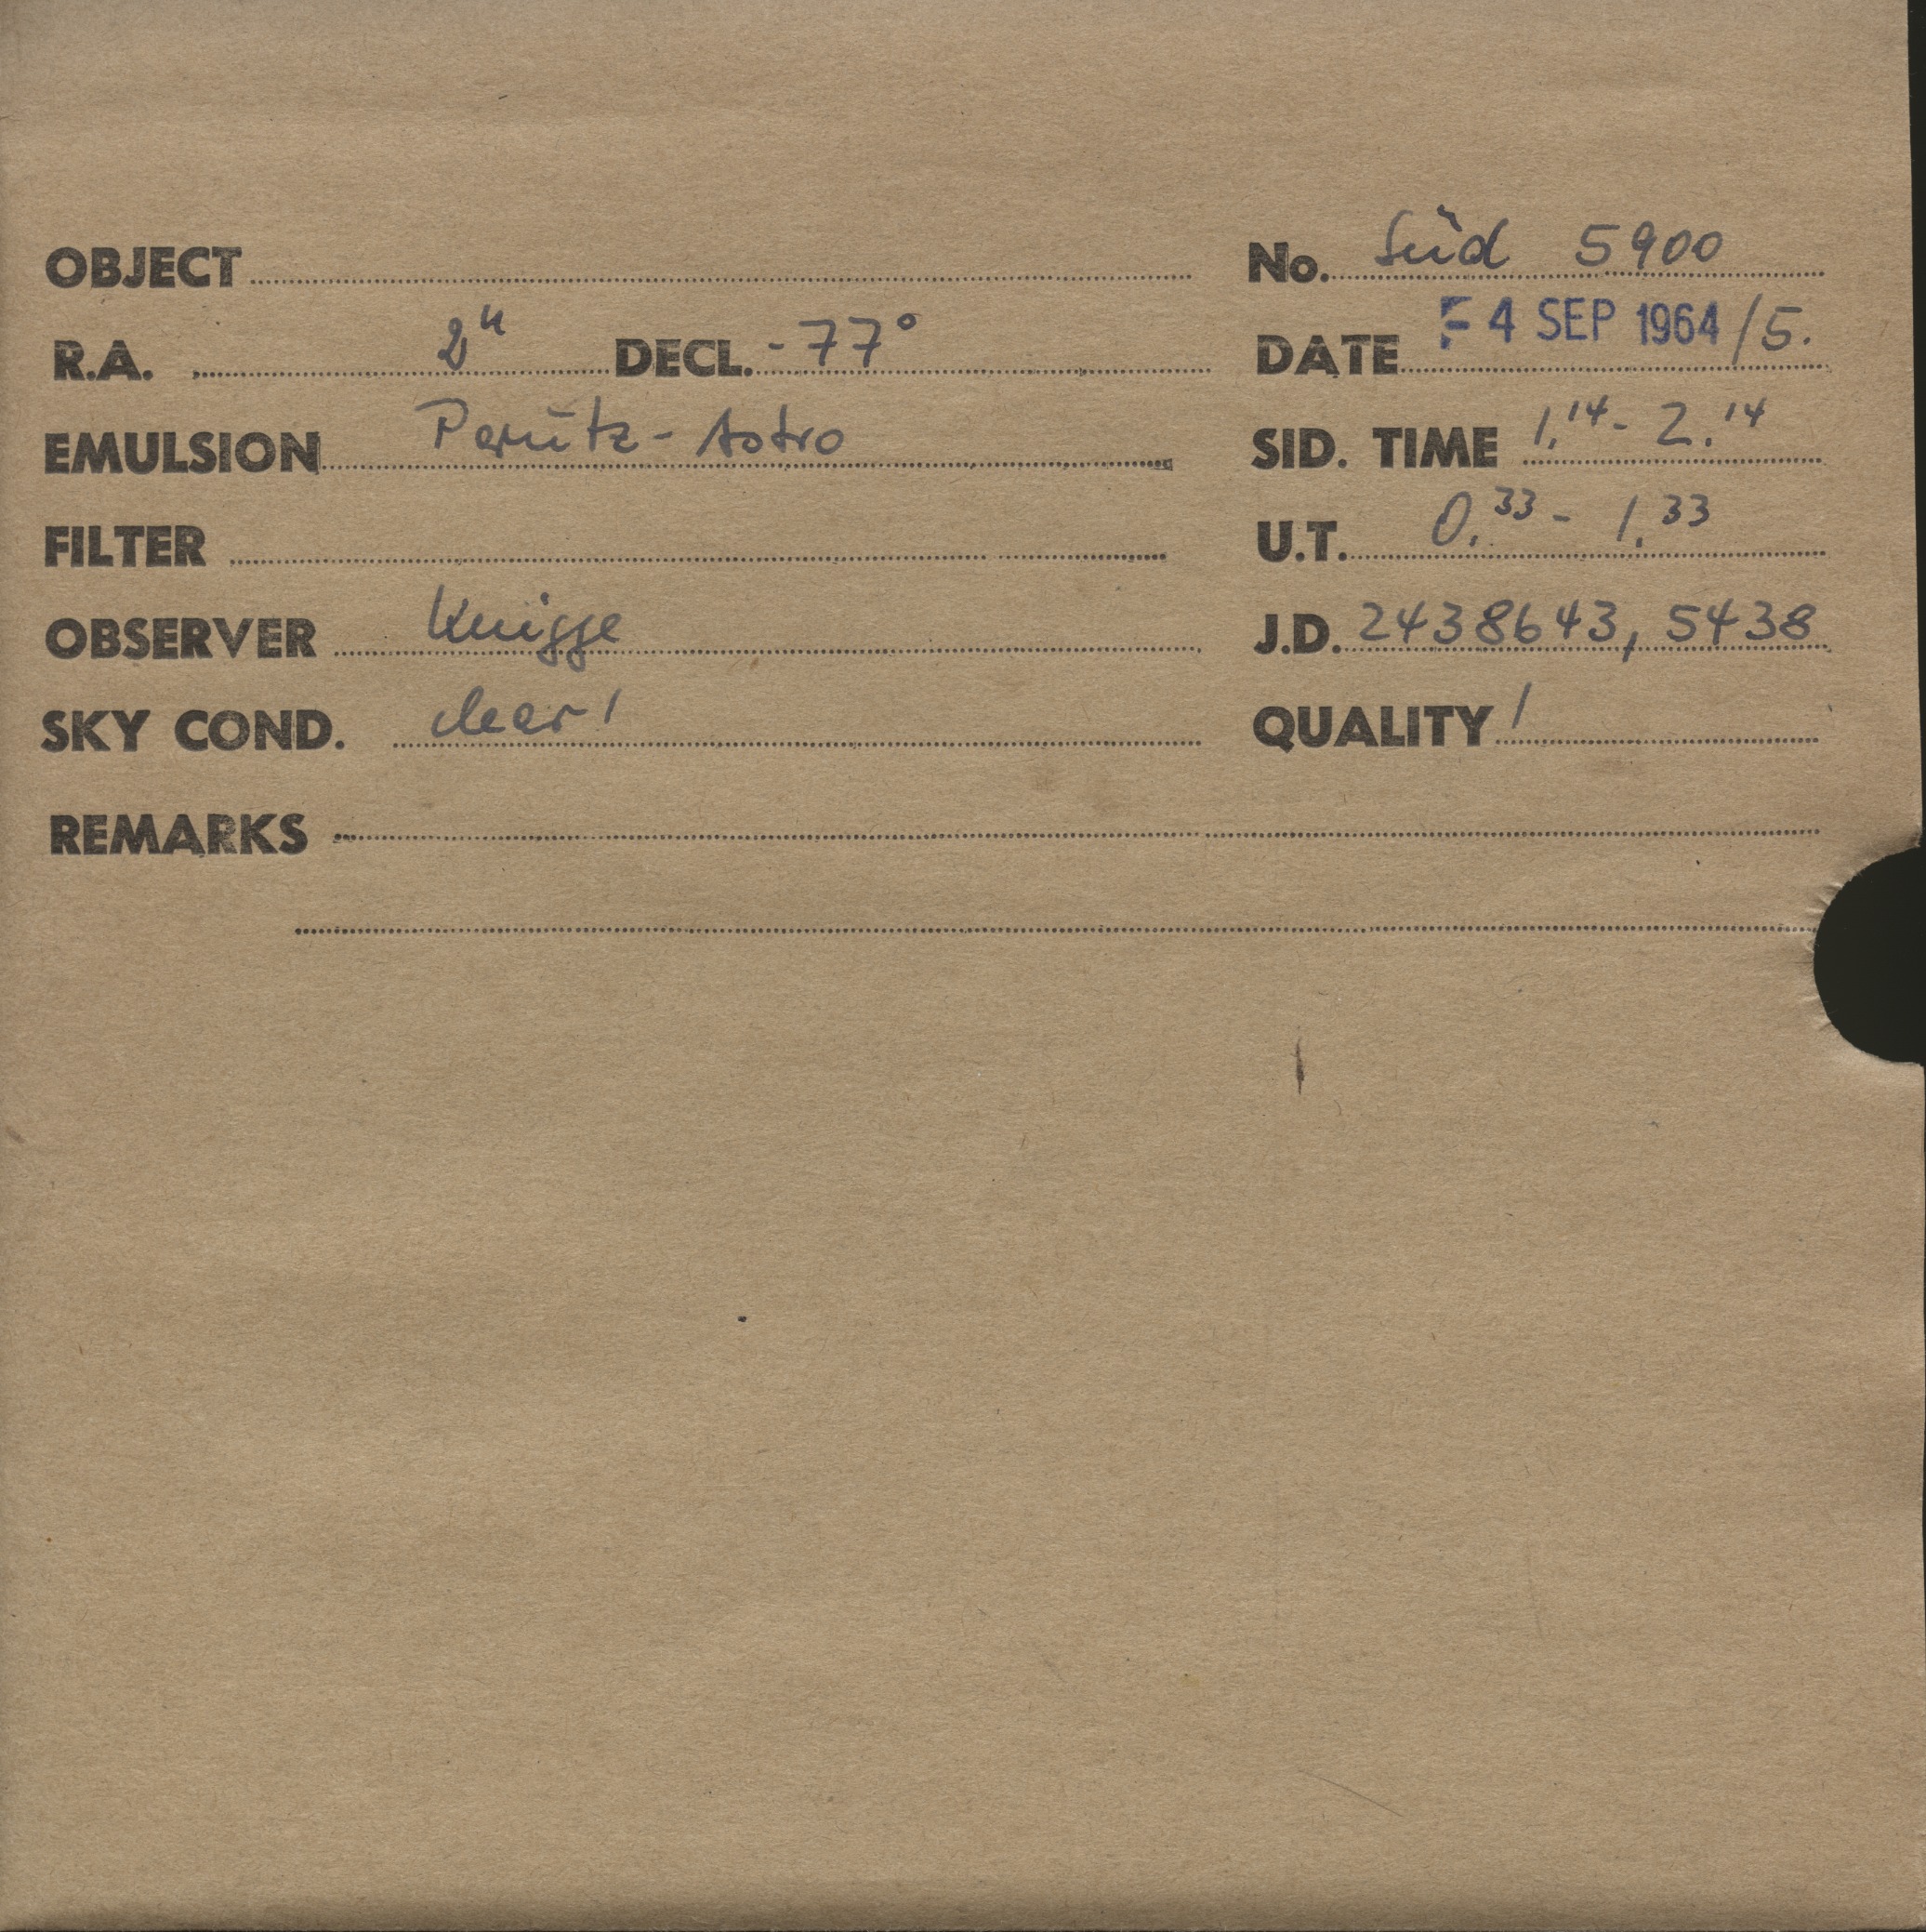 OBJECT No. Süd 5900
R.A. 2h DECL. -77° DATE - 4 SEP 1964/5.
EMULSION Perutz-Astro SID. TIME 1.14 - 2.14
FILTER U.T. 0.33 - 1.33
OBSERVER Knigge J.D. 2438643,5438
SKY COND. clear! QUALITY 1
REMARKS